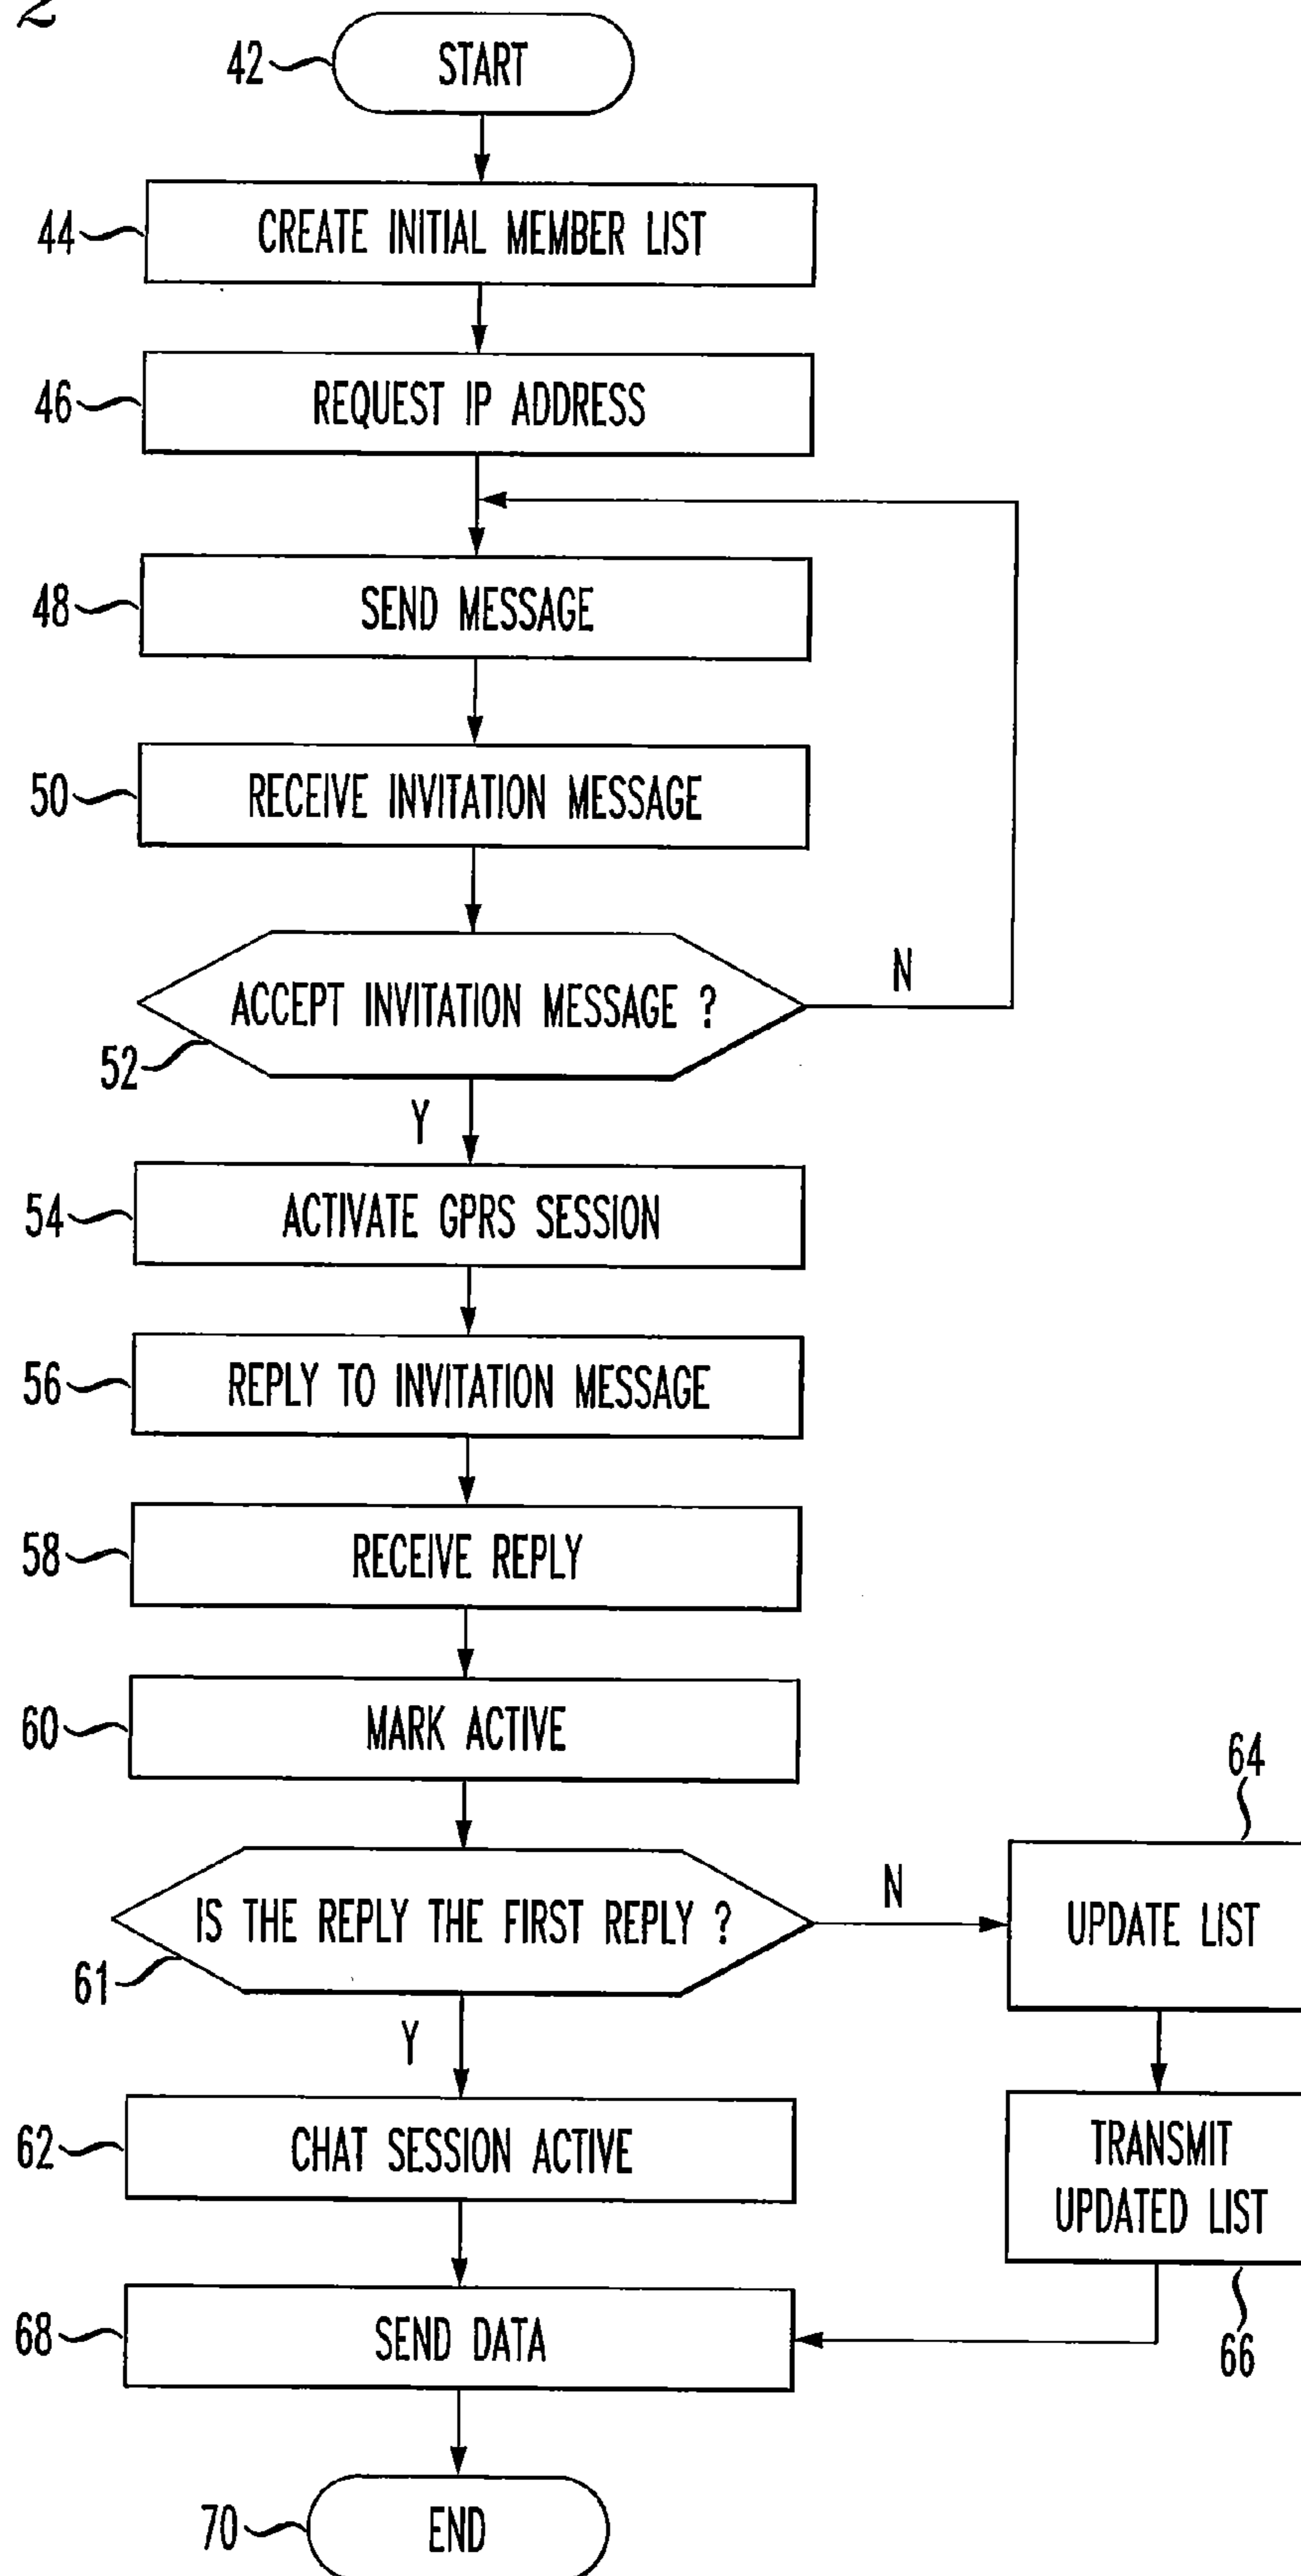 2
42 START
44 CREATE INITIAL MEMBER LIST
46 REQUEST IP ADDRESS
48 SEND MESSAGE
50 RECEIVE INVITATION MESSAGE
ACCEPT INVITATION MESSAGE ?
N
52
Y
54 ACTIVATE GPRS SESSION
56 REPLY TO INVITATION MESSAGE
58 RECEIVE REPLY
60 MARK ACTIVE
64
IS THE REPLY THE FIRST REPLY ?
N
UPDATE LIST
61
Y
62 CHAT SESSION ACTIVE
TRANSMIT
UPDATED LIST
68 SEND DATA
66
70 END